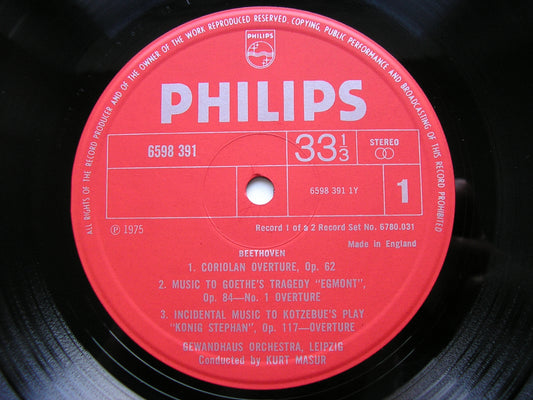 ALL RIGHTS OF THE RECORD PRODUCER AND OF THE OWNER OF THE WORK REPRODUCED RESERVED. COPYING, PUBLIC PERFORMANCE AND BROADCASTING OF THIS RECORD PROHIBITED
PHILIPS
PHILIPS
6598 391
33 1/3
STEREO
6598 391 1Y
1
Record 1 of a 2 Record Set No. 6780.031
℗ 1975
Made in England
BEETHOVEN
1. CORIOLAN OVERTURE, Op. 62
2. MUSIC TO GOETHE'S TRAGEDY "EGMONT",
Op. 84—No. 1 OVERTURE
3. INCIDENTAL MUSIC TO KOTZEBUE'S PLAY
"KONIG STEPHAN", Op. 117—OVERTURE
GEWANDHAUS ORCHESTRA, LEIPZIG
Conducted by KURT MASUR